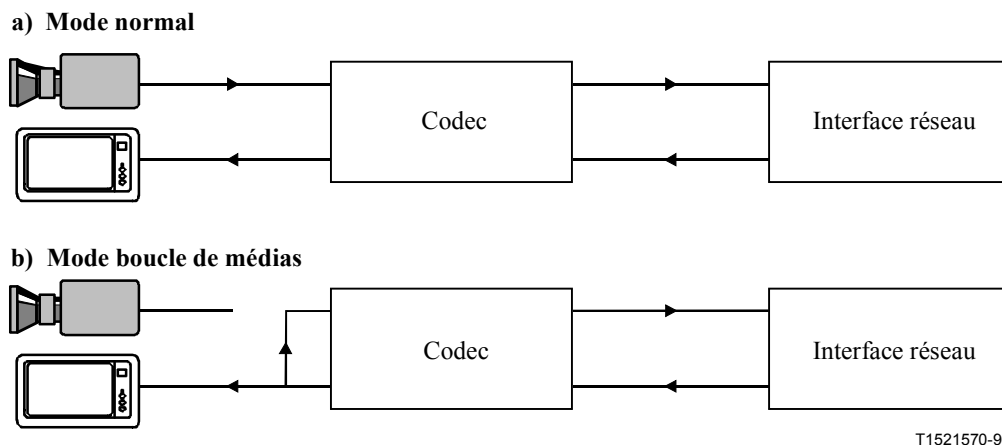 a) Mode normal
Codec
Interface réseau
b) Mode boucle de médias
Codec
Interface réseau
T1521570-9